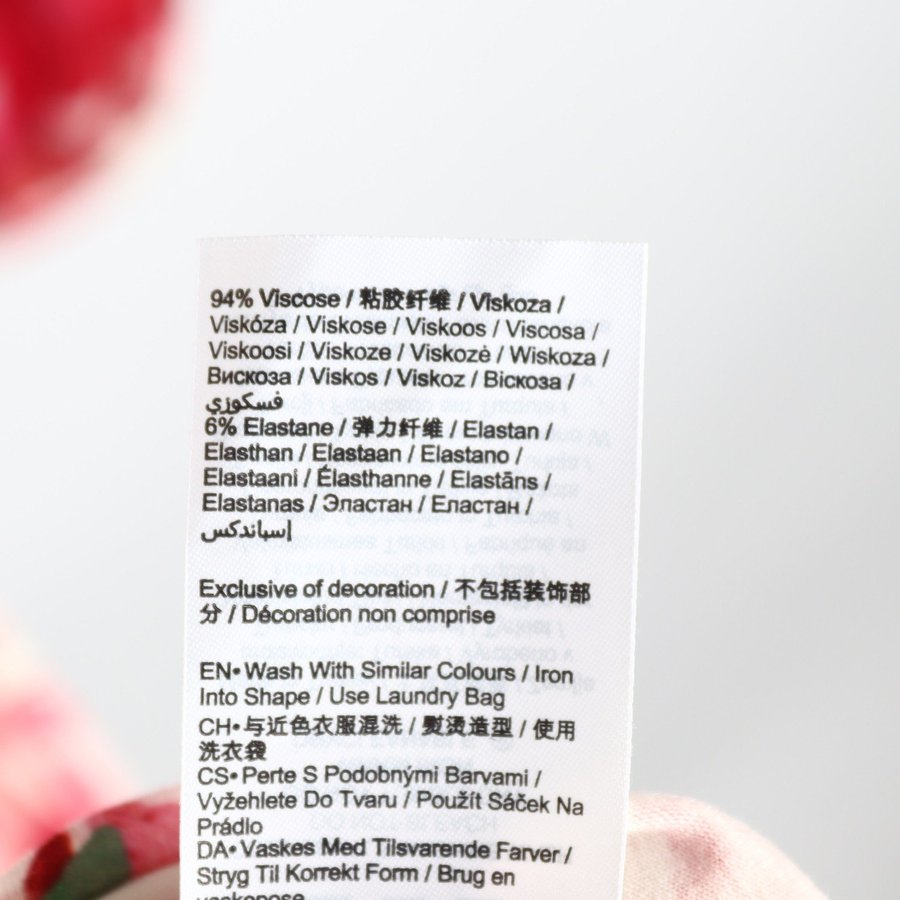 94% Viscose / 粘胶纤维 / Viskoza /
Viskóza / Viskose / Viskoos / Viscosa /
Viskoosi / Viskoze / Viskozė / Wiskoza /
Вискоза / Viskos / Viskoz / Віскоза /
فسكوزي
6% Elastane / 弹力纤维 / Elastan /
Elasthan / Elastaan / Elastano /
Elastaani / Élasthanne / Elastāns /
Elastanas / Эластан / Еластан /
إسباندكس
Exclusive of decoration / 不包括装饰部
分 / Décoration non comprise
EN• Wash With Similar Colours / Iron
Into Shape / Use Laundry Bag
CH• 与近色衣服混洗 / 熨烫造型 / 使用
洗衣袋
CS• Perte S Podobnými Barvami /
Vyžehlete Do Tvaru / Použít Sáček Na
Prádlo
DA• Vaskes Med Tilsvarende Farver /
Stryg Til Korrekt Form / Brug en